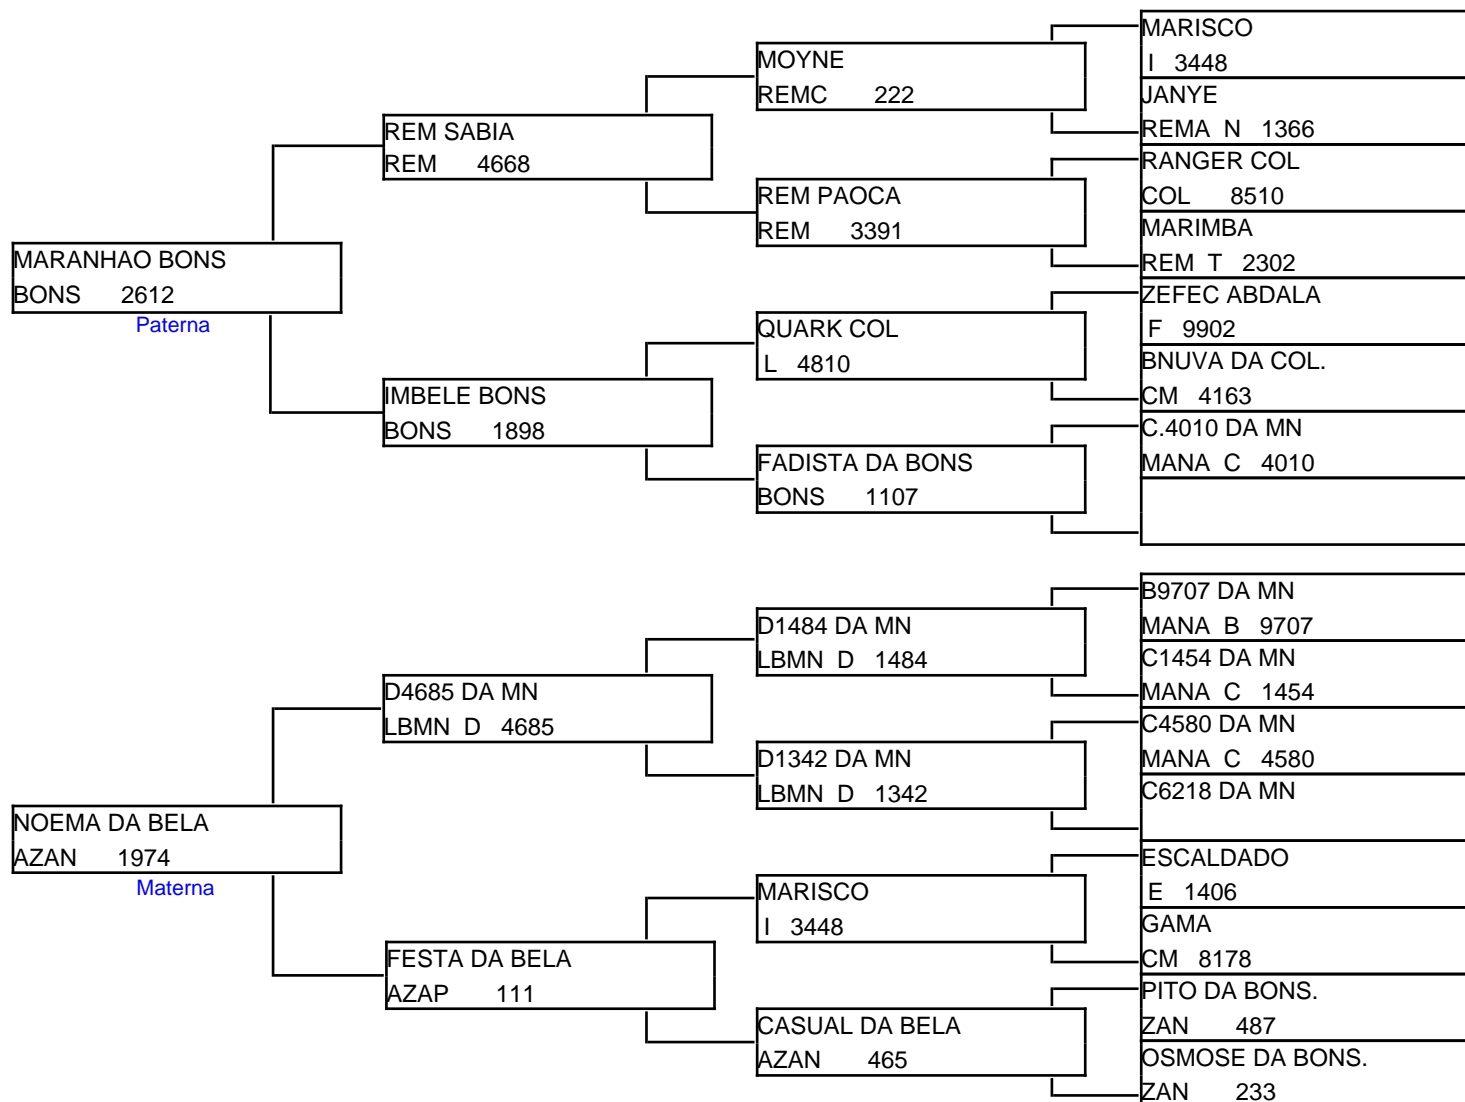 MARANHAO BONS
BONS 2612
Paterna
REM SABIA
REM 4668
IMBELE BONS
BONS 1898
MOYNE
REMC 222
REM PAOCA
REM 3391
QUARK COL
L 4810
FADISTA DA BONS
BONS 1107
MARISCO
I 3448
JANYE
REMA N 1366
RANGER COL
COL 8510
MARIMBA
REM T 2302
ZEFEC ABDALA
F 9902
BNUVA DA COL.
CM 4163
C.4010 DA MN
MANA C 4010
NOEMA DA BELA
AZAN 1974
Materna
D4685 DA MN
LBMN D 4685
FESTA DA BELA
AZAP 111
D1484 DA MN
LBMN D 1484
D1342 DA MN
LBMN D 1342
MARISCO
I 3448
CASUAL DA BELA
AZAN 465
B9707 DA MN
MANA B 9707
C1454 DA MN
MANA C 1454
C4580 DA MN
MANA C 4580
C6218 DA MN
ESCALDADO
E 1406
GAMA
CM 8178
PITO DA BONS.
ZAN 487
OSMOSE DA BONS.
ZAN 233